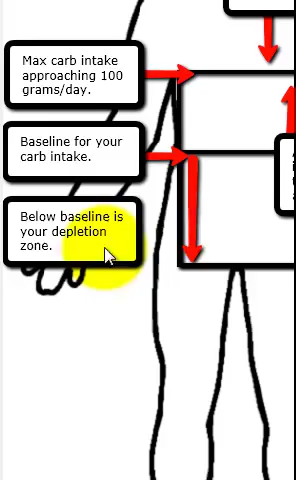 Max carb intake
approaching 100
grams/day.
Baseline for your
carb intake.
Below baseline is
your depletion
zone.